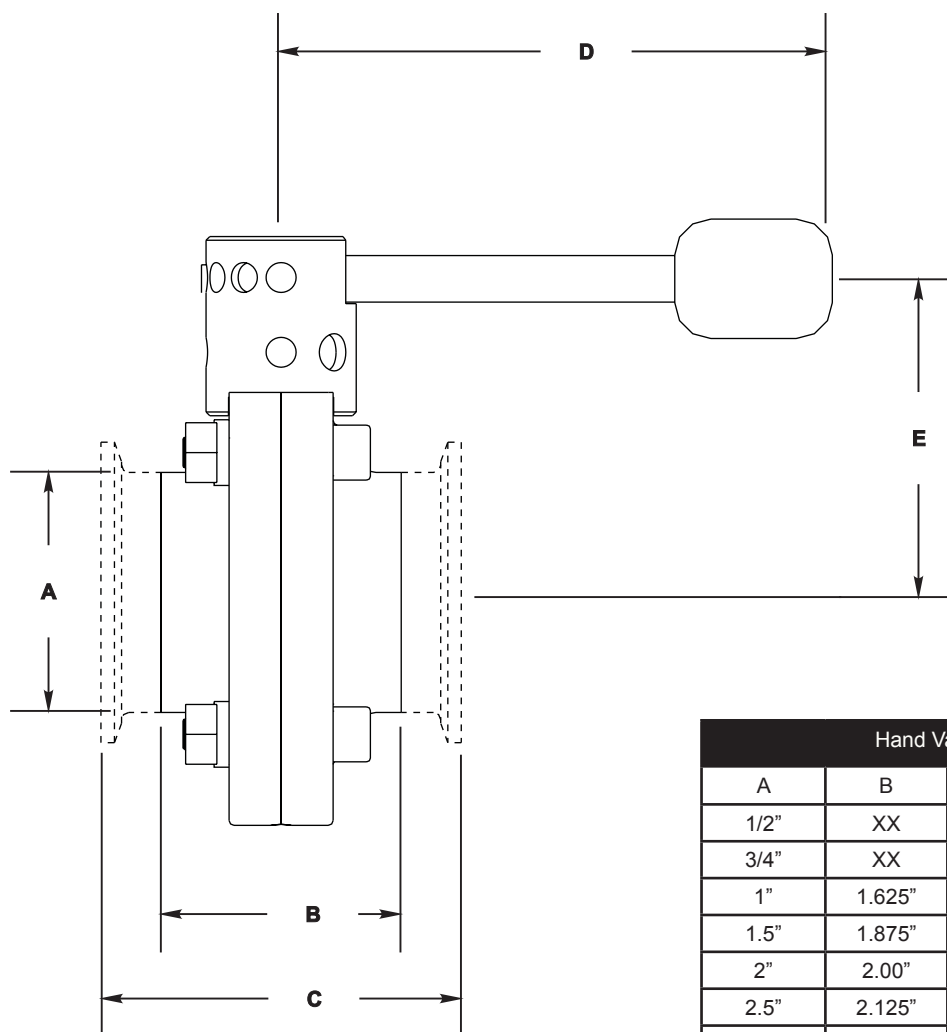 D
E
A
B
C
Hand
A B
1/2” XX
3/4” XX
1” 1.625”
1.5” 1.875”
2” 2.00”
2.5” 2.125”